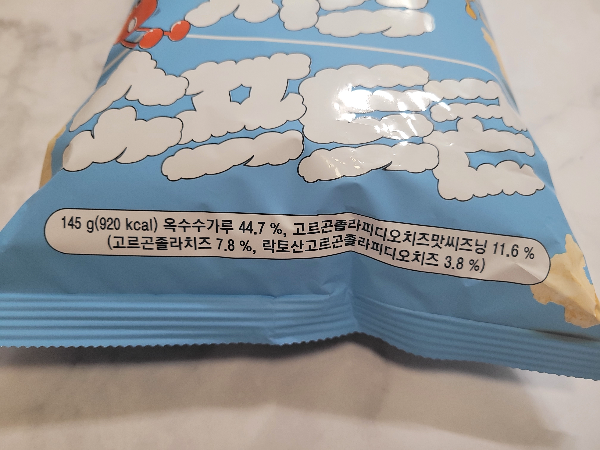 145 g(920 kcal) 옥수수가루 44.7 %, 고르곤졸라피디오치즈맛씨즈닝 11.6 %
(고르곤졸라치즈 7.8 %, 락토산고르곤졸라피디오치즈 3.8 %)